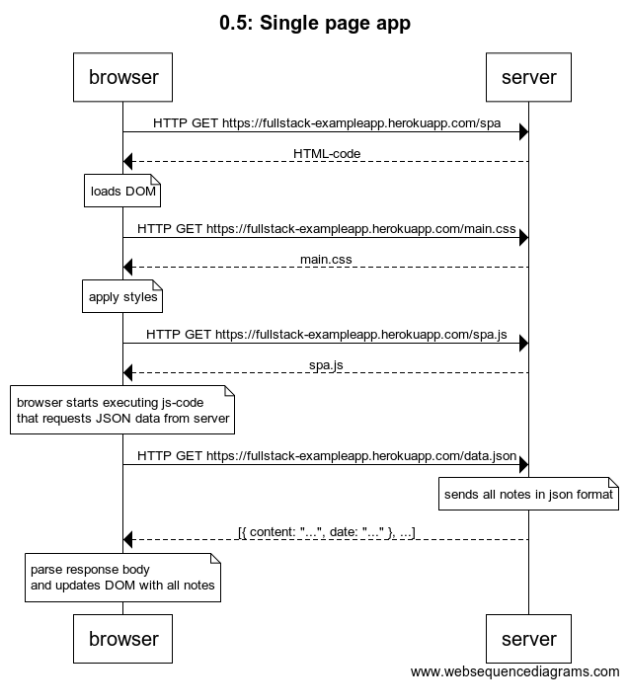 0.5: Single page app
browser
server
HTTP GET https://fullstack-exampleapp.herokuapp.com/spa
HTML-code
loads DOM
HTTP GET https://fullstack-exampleapp.herokuapp.com/main.css
main.css
apply styles
HTTP GET https://fullstack-exampleapp.herokuapp.com/spa.js
spa.js
browser starts executing js-code
that requests JSON data from server
HTTP GET https://fullstack-exampleapp.herokuapp.com/data.json
sends all notes in json format
[{ content: "...", date: "..." }, ...]
parse response body
and updates DOM with all notes
browser
server
www.websequencediagrams.com